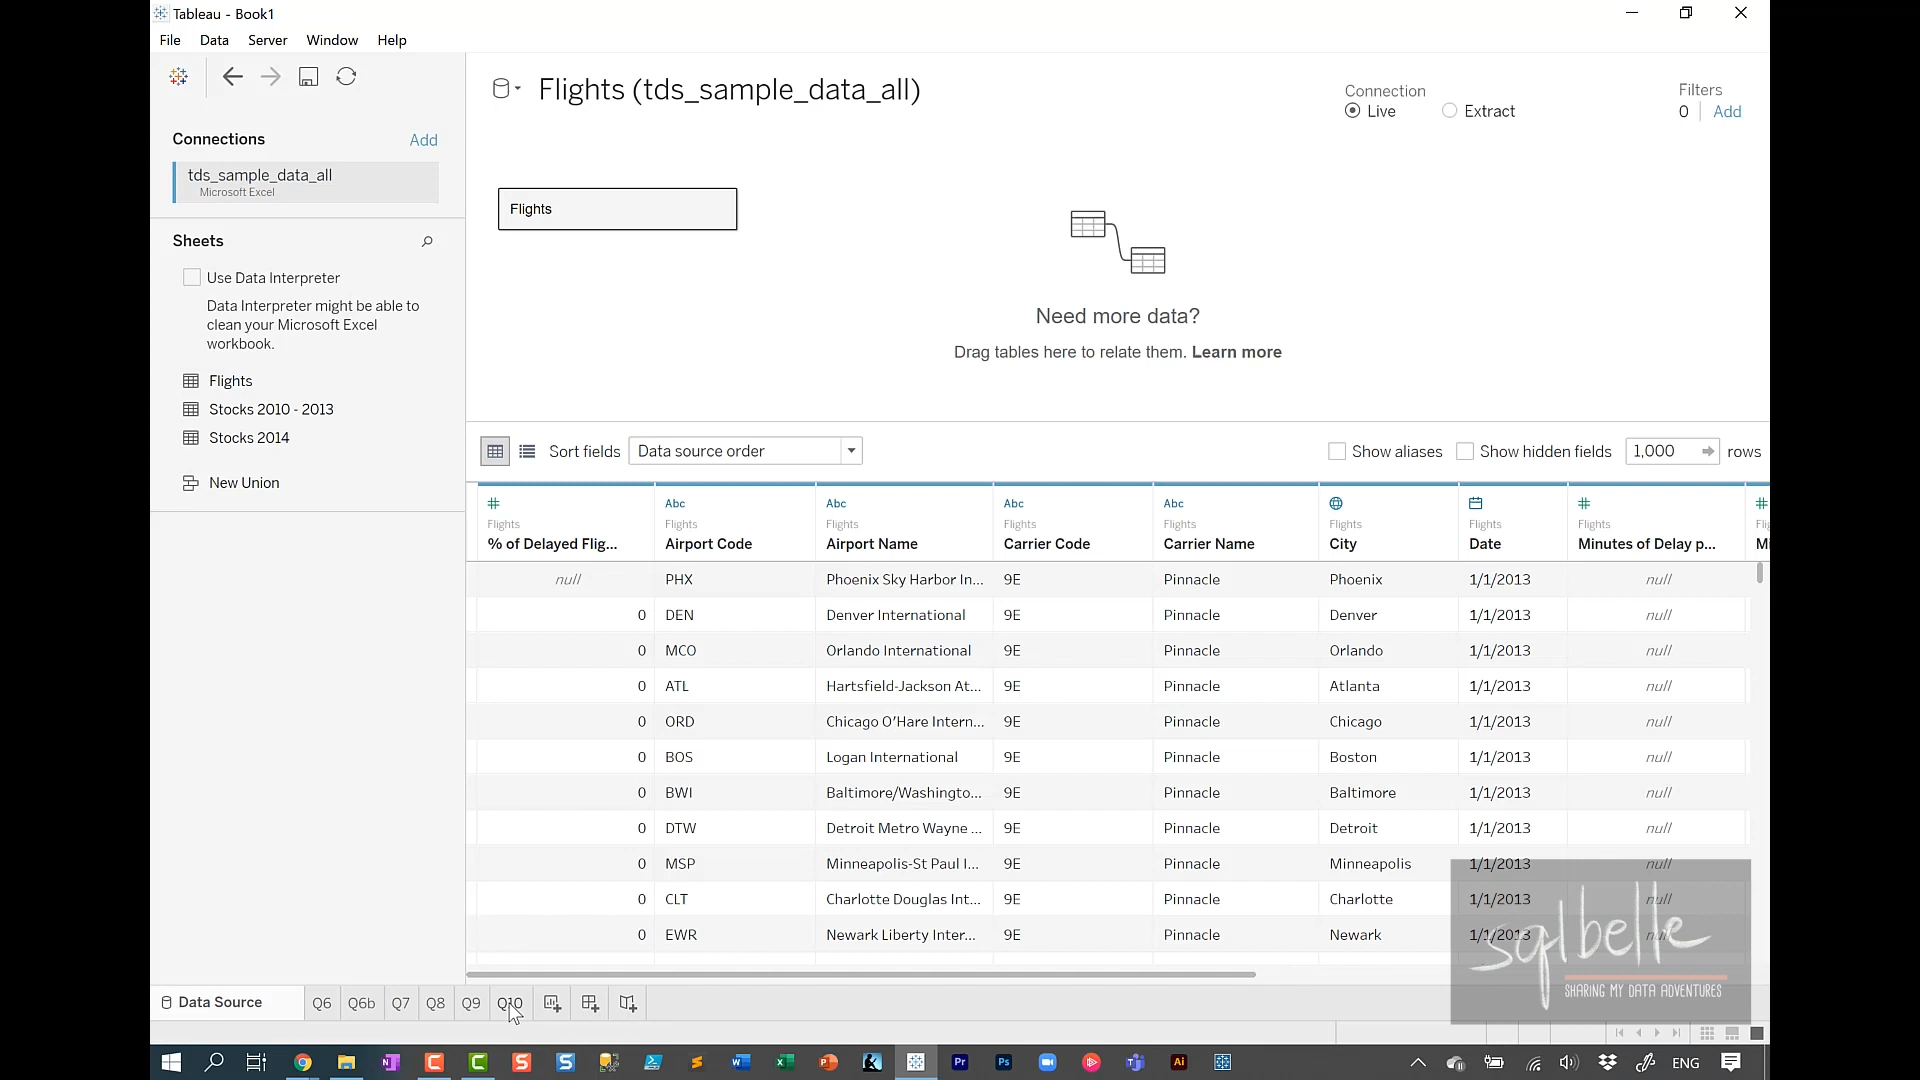 Tableau - Book1
File Data Server Window Help
Flights (tds_sample_data_all)
Connection
Live Extract
Filters
0 Add
Connections Add
tds_sample_data_all
Microsoft Excel
Flights
Sheets
Use Data Interpreter
Data Interpreter might be able to
clean your Microsoft Excel
workbook.
Flights
Stocks 2010 - 2013
Stocks 2014
New Union
Need more data?
Drag tables here to relate them. Learn more
Sort fields Data source order Show aliases Show hidden fields 1,000 rows
Abc Abc Abc Abc
Flights Flights Flights Flights Flights Flights Flights Flights
% of Delayed Flig... Airport Code Airport Name Carrier Code Carrier Name City Date Minutes of Delay p...
null PHX Phoenix Sky Harbor In... 9E Pinnacle Phoenix 1/1/2013 null
0 DEN Denver International 9E Pinnacle Denver 1/1/2013 null
0 MCO Orlando International 9E Pinnacle Orlando 1/1/2013 null
0 ATL Hartsfield-Jackson At... 9E Pinnacle Atlanta 1/1/2013 null
0 ORD Chicago O'Hare Intern... 9E Pinnacle Chicago 1/1/2013 null
0 BOS Logan International 9E Pinnacle Boston 1/1/2013 null
0 BWI Baltimore/Washingto... 9E Pinnacle Baltimore 1/1/2013 null
0 DTW Detroit Metro Wayne ... 9E Pinnacle Detroit 1/1/2013 null
0 MSP Minneapolis-St Paul I... 9E Pinnacle Minneapolis 1/1/2013 null
0 CLT Charlotte Douglas Int... 9E Pinnacle Charlotte 1/1/2013 null
0 EWR Newark Liberty Inter... 9E Pinnacle Newark 1/1/2013 null
sqlbelle
SHARING MY DATA ADVENTURES
Data Source Q6 Q6b Q7 Q8 Q9 Q10
ENG